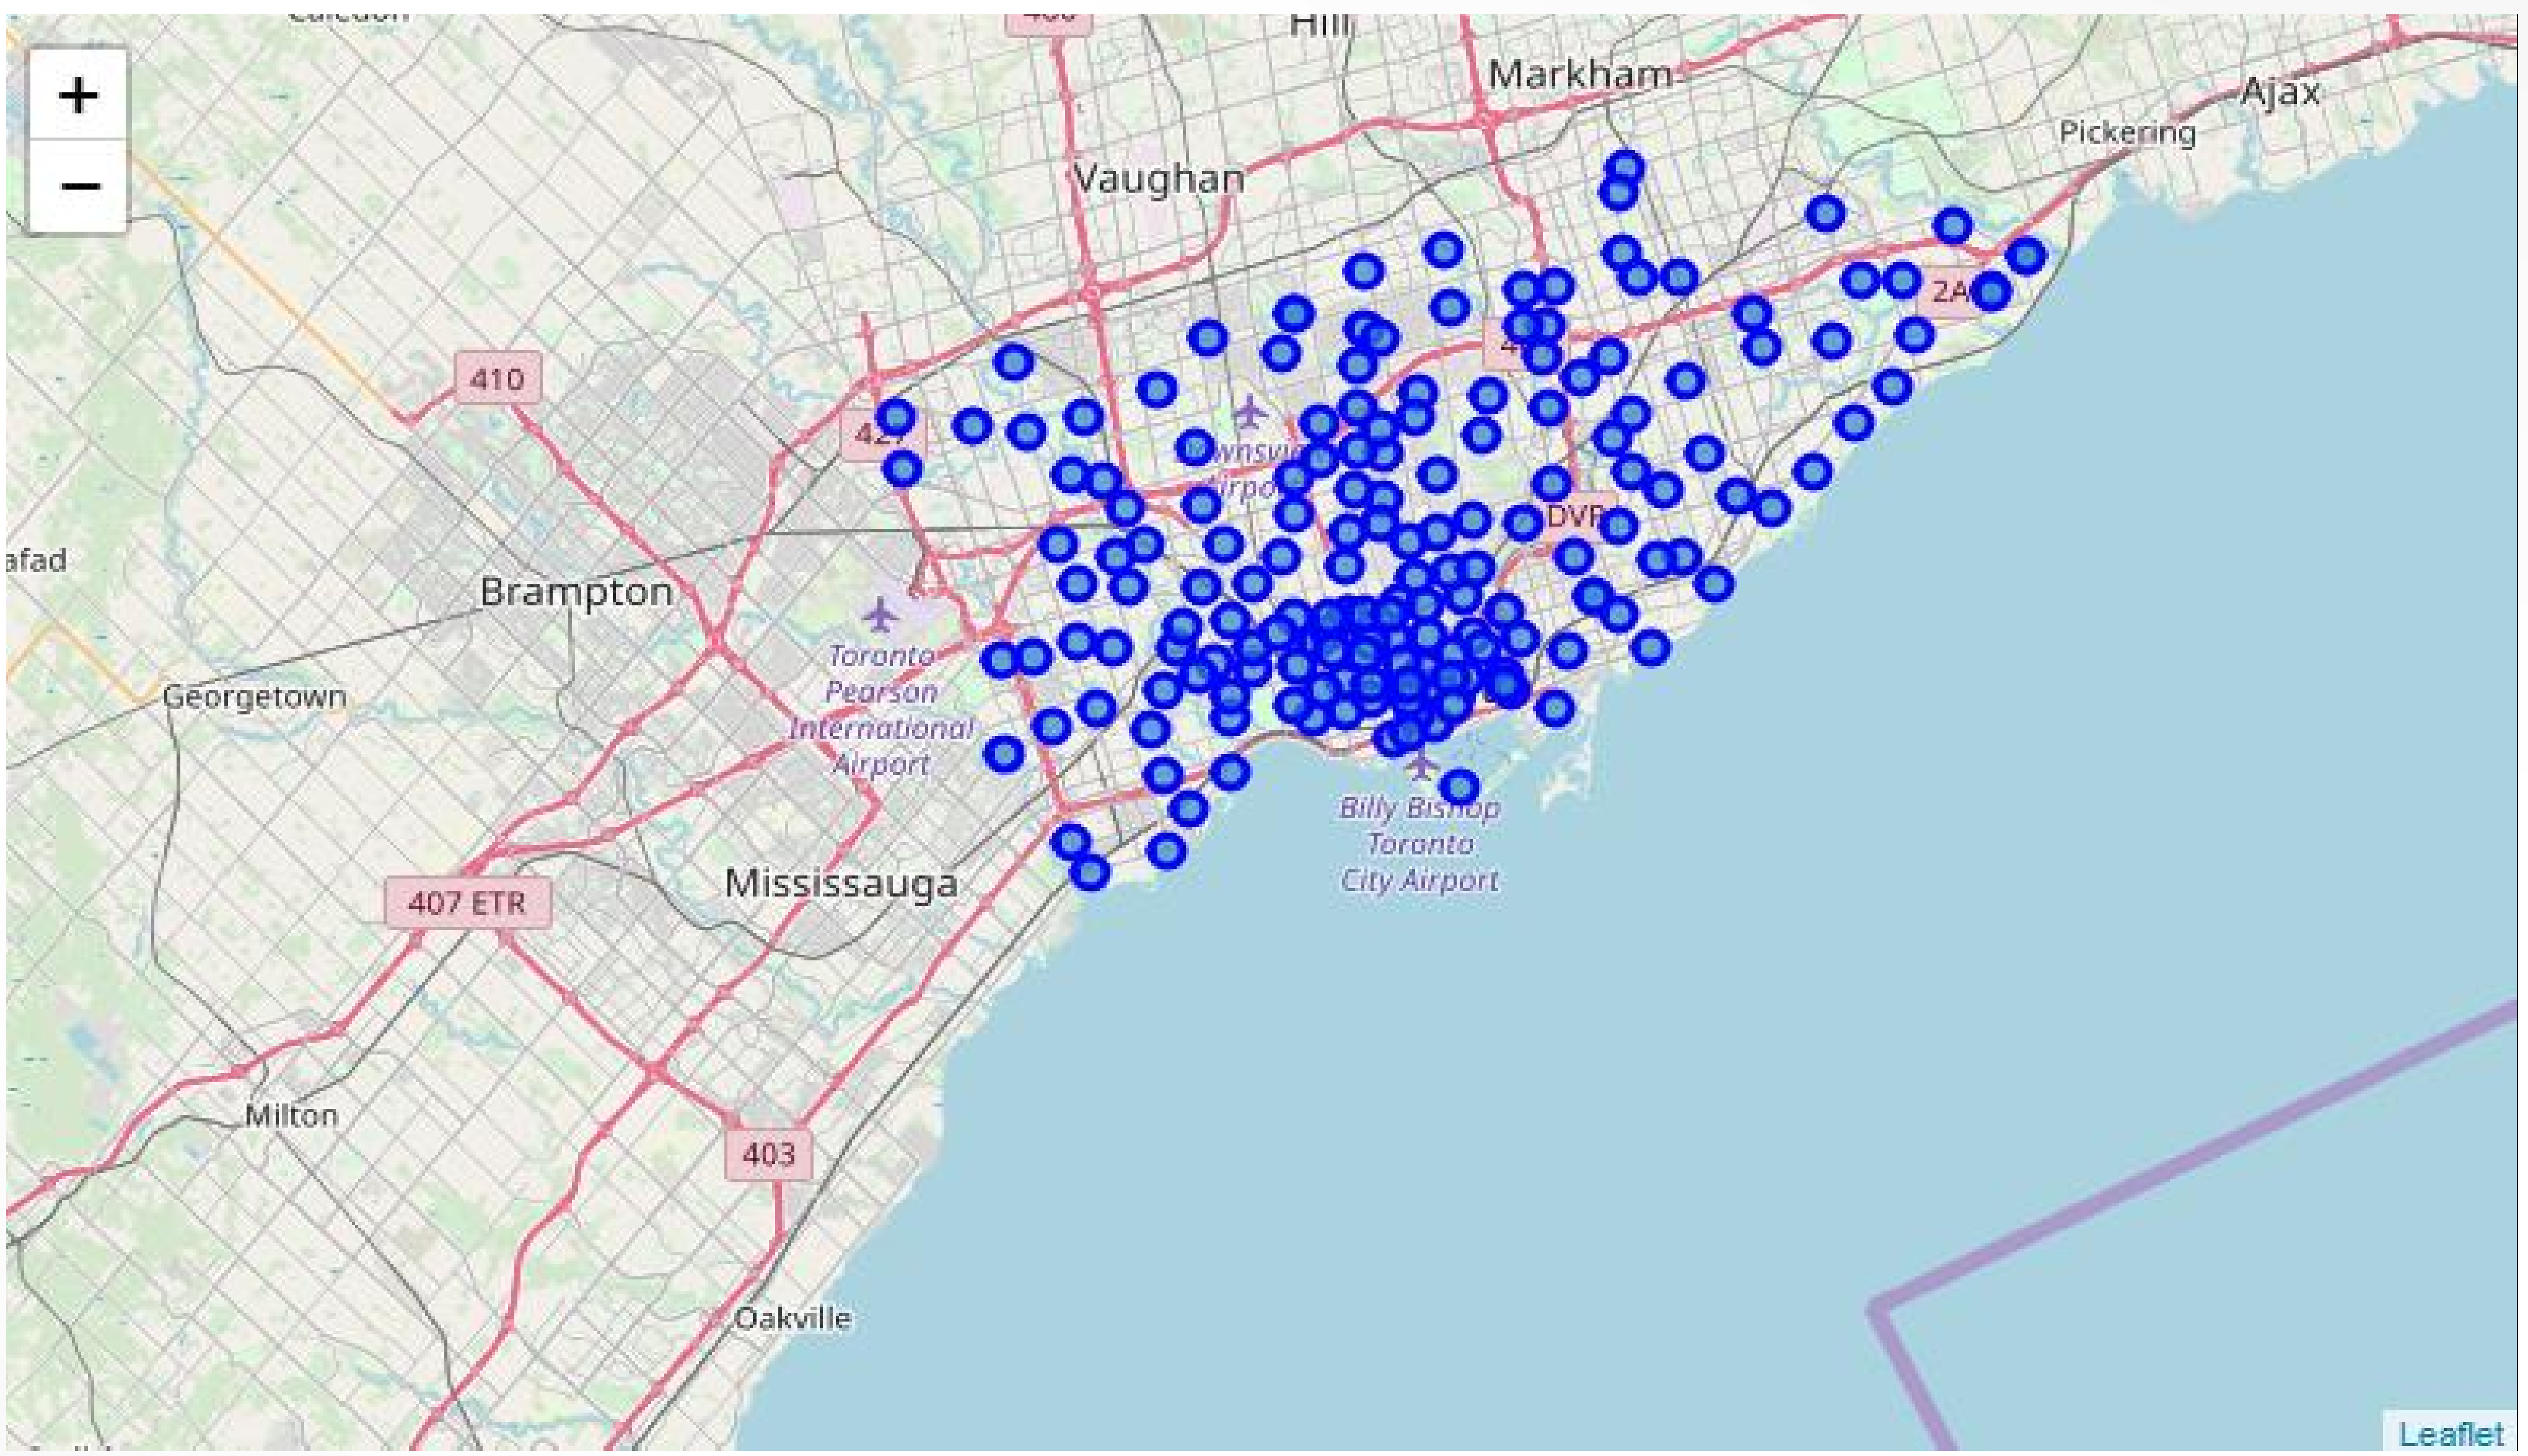 Hill
Markham
Ajax
+
Pickering
−
Vaughan
2A
410
427
DVP
afad
Brampton
Toronto
Pearson
International
Airport
Georgetown
Billy Bishop
Toronto
City Airport
Mississauga
407 ETR
Milton
403
Oakville
Leaflet